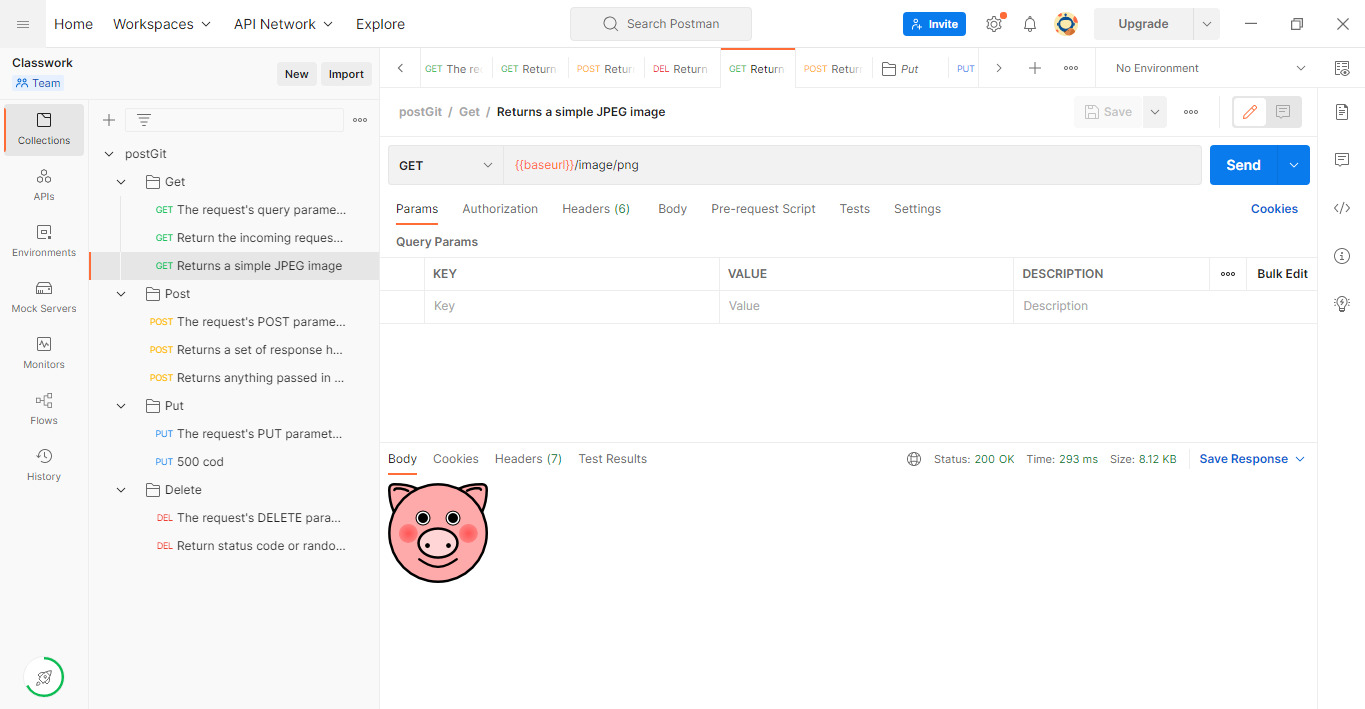 Home Workspaces API Network Explore Search Postman Invite Upgrade
Classwork
Team
New Import
GET The re GET Return POST Return DEL Return GET Return POST Return Put PUT No Environment
postGit / Get / Returns a simple JPEG image Save
Collections
APIs
Environments
Mock Servers
Monitors
Flows
History
postGit
Get
GET The request's query parame...
GET Return the incoming reques...
GET Returns a simple JPEG image
Post
POST The request's POST parame...
POST Returns a set of response h...
POST Returns anything passed in ...
Put
PUT The request's PUT paramet...
PUT 500 cod
Delete
DEL The request's DELETE para...
DEL Return status code or rando...
GET {{baseurl}}/image/png Send
Params Authorization Headers (6) Body Pre-request Script Tests Settings Cookies
Query Params
KEY VALUE DESCRIPTION Bulk Edit
Key Value Description
Body Cookies Headers (7) Test Results Status: 200 OK Time: 293 ms Size: 8.12 KB Save Response